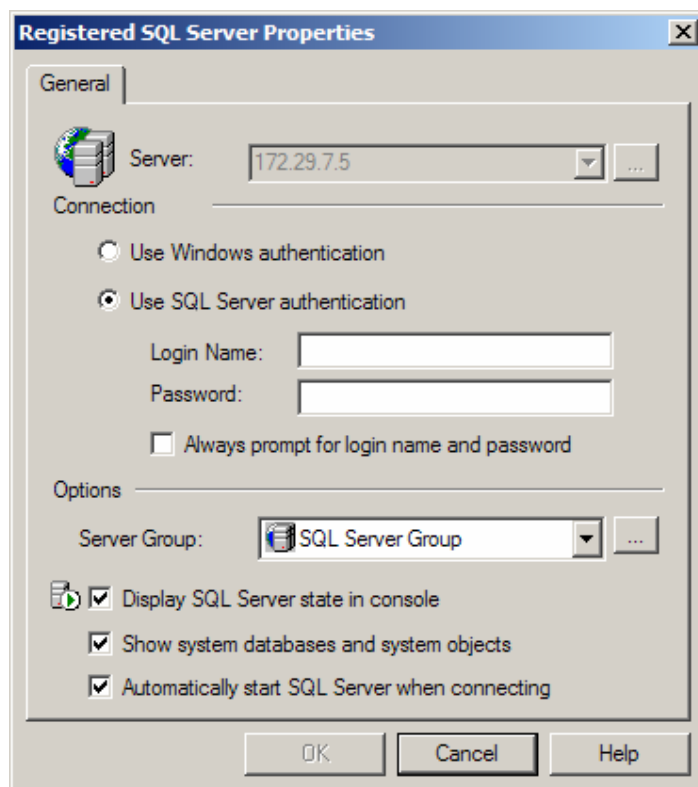 Registered SQL Server Properties
General
Server: 172.29.7.5 ...
Connection
Use Windows authentication
Use SQL Server authentication
Login Name:
Password:
Always prompt for login name and password
Options
Server Group: SQL Server Group ...
Display SQL Server state in console
Show system databases and system objects
Automatically start SQL Server when connecting
OK Cancel Help